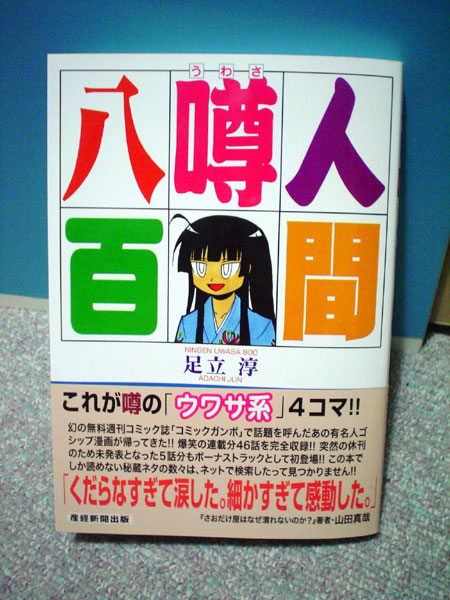 うわさ
人噂八
間百
NINGEN UWASA 800
足立 淳
ADACHI JUN
これが噂の「ウワサ系」4コマ!!
幻の無料週刊コミック誌「コミックガンボ」で話題を呼んだあの有名人ゴ
シップ漫画が帰ってきた!! 爆笑の連載分46話を完全収録!! 突然の休刊
のため未発表となった5話分もボーナストラックとして初登場!! この本で
しか読めない秘蔵ネタの数々は、ネットで検索したって見つかりません!!
「くだらなすぎて涙した。細かすぎて感動した。」
『さおだけ屋はなぜ潰れないのか?』著者・山田真哉
産経新聞出版